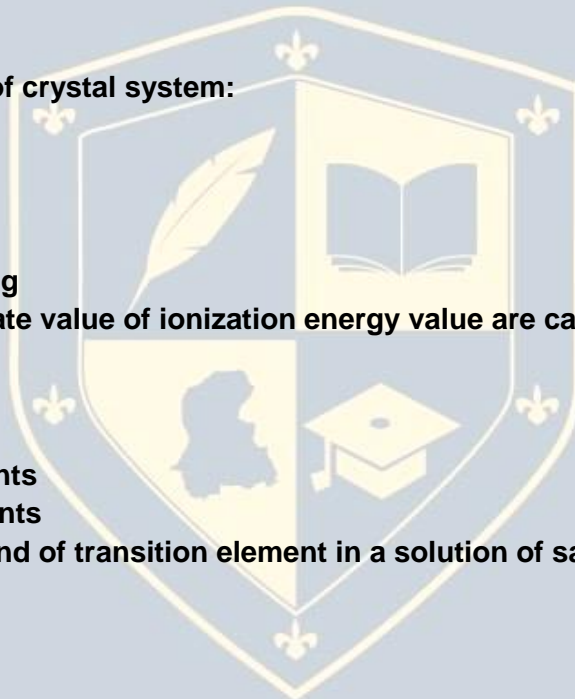 of crystal system:
g
ate value of ionization energy value are ca
nts
nts
nd of transition element in a solution of sa